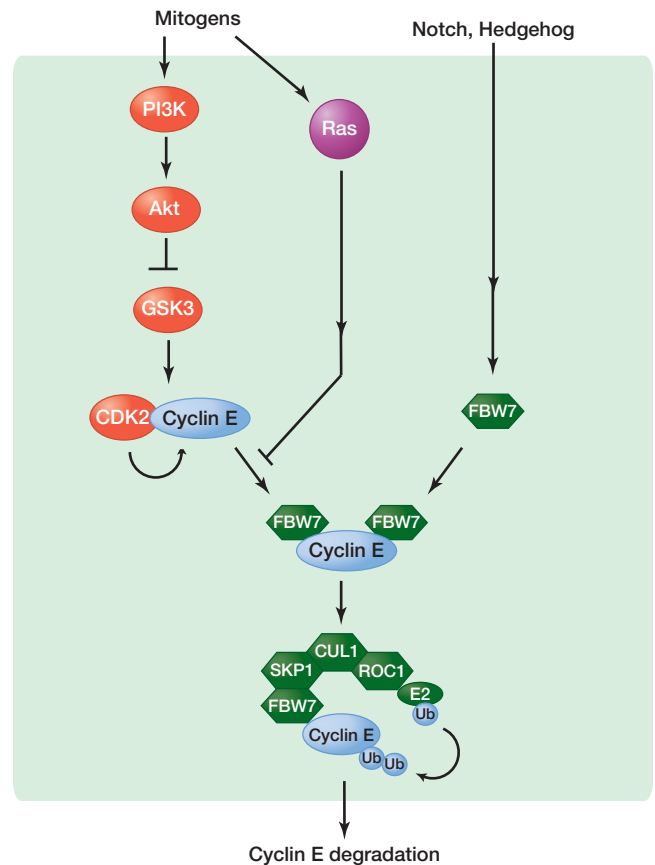 Mitogens
Notch, Hedgehog
PI3K
Ras
Akt
GSK3
CDK2
Cyclin E
FBW7
FBW7
FBW7
Cyclin E
CUL1
SKP1
ROC1
E2
FBW7
Ub
Cyclin E
Ub
Ub
Cyclin E degradation